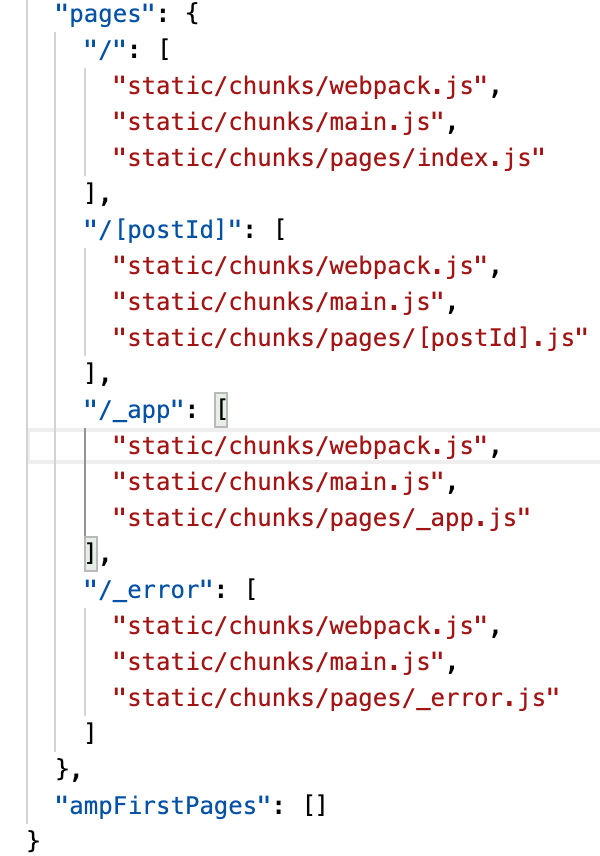 "pages": {
"/": [
"static/chunks/webpack.js",
"static/chunks/main.js",
"static/chunks/pages/index.js"
],
"/[postId]": [
"static/chunks/webpack.js",
"static/chunks/main.js",
"static/chunks/pages/[postId].js"
],
"/_app": [
"static/chunks/webpack.js",
"static/chunks/main.js",
"static/chunks/pages/_app.js"
],
"/_error": [
"static/chunks/webpack.js",
"static/chunks/main.js",
"static/chunks/pages/_error.js"
]
},
"ampFirstPages": []
}